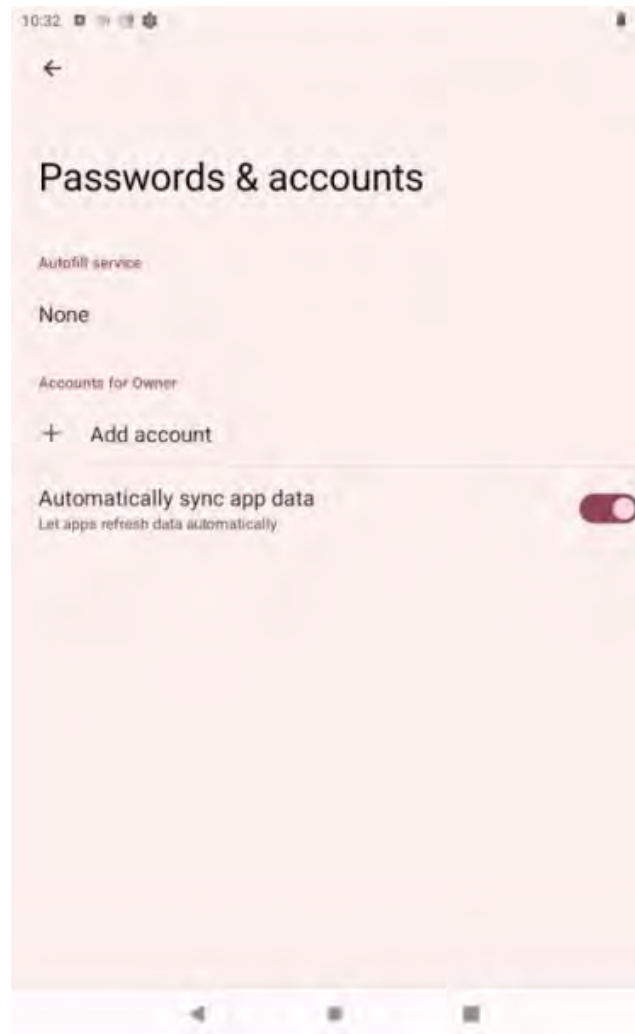 10:32
Passwords & accounts
Autofill service
None
Accounts for Owner
+ Add account
Automatically sync app data
Let apps refresh data automatically